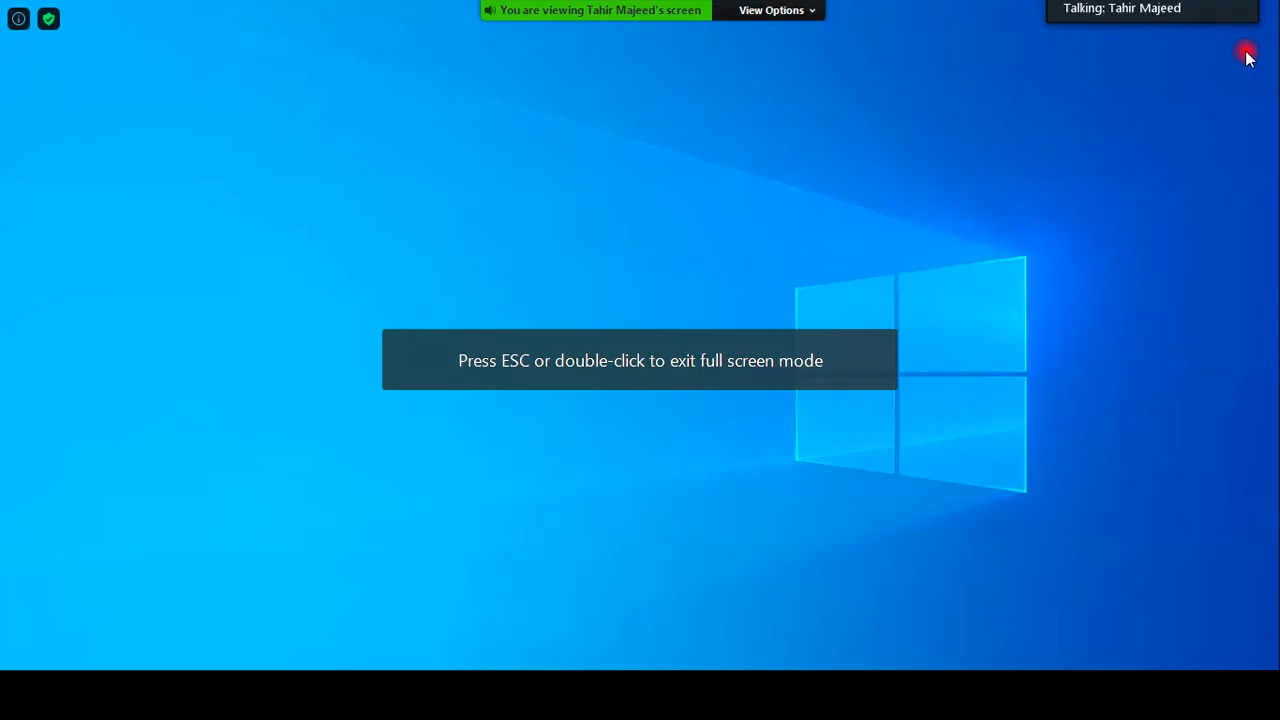 You are viewing Tahir Majeed's screen
View Options
Talking: Tahir Majeed
Press ESC or double-click to exit full screen mode